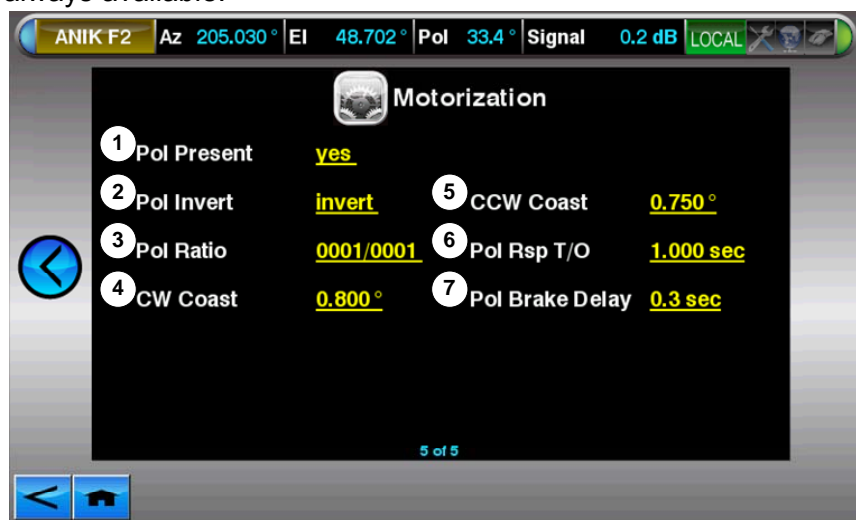 always available.
ANIK F2 Az 205.030 ° El 48.702 ° Pol 33.4 ° Signal 0.2 dB LOCAL
Motorization
1 Pol Present yes
2 Pol Invert invert 5 CCW Coast 0.750 °
3 Pol Ratio 0001/0001 6 Pol Rsp T/O 1.000 sec
4 CW Coast 0.800 ° 7 Pol Brake Delay 0.3 sec
5 of 5